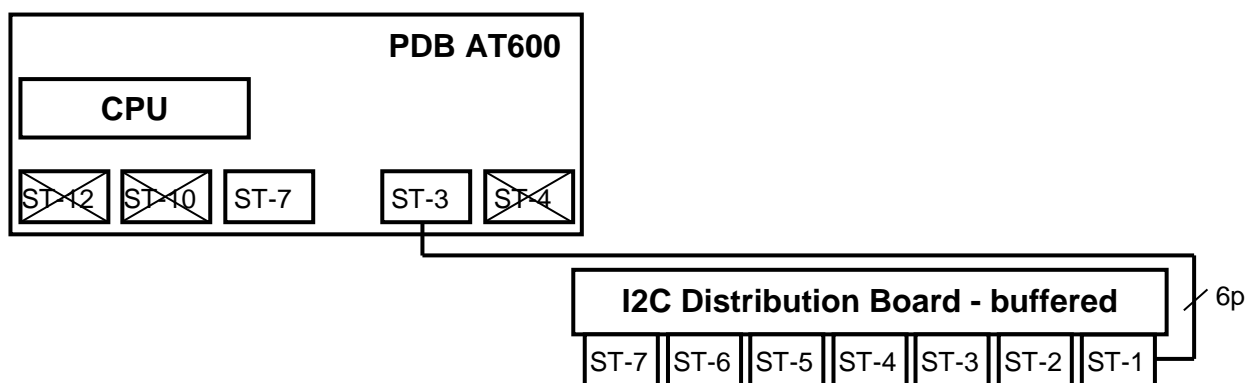 PDB AT600
CPU
ST-12 ST-10 ST-7 ST-3 ST-4
I2C Distribution Board - buffered
6p
ST-7 ST-6 ST-5 ST-4 ST-3 ST-2 ST-1